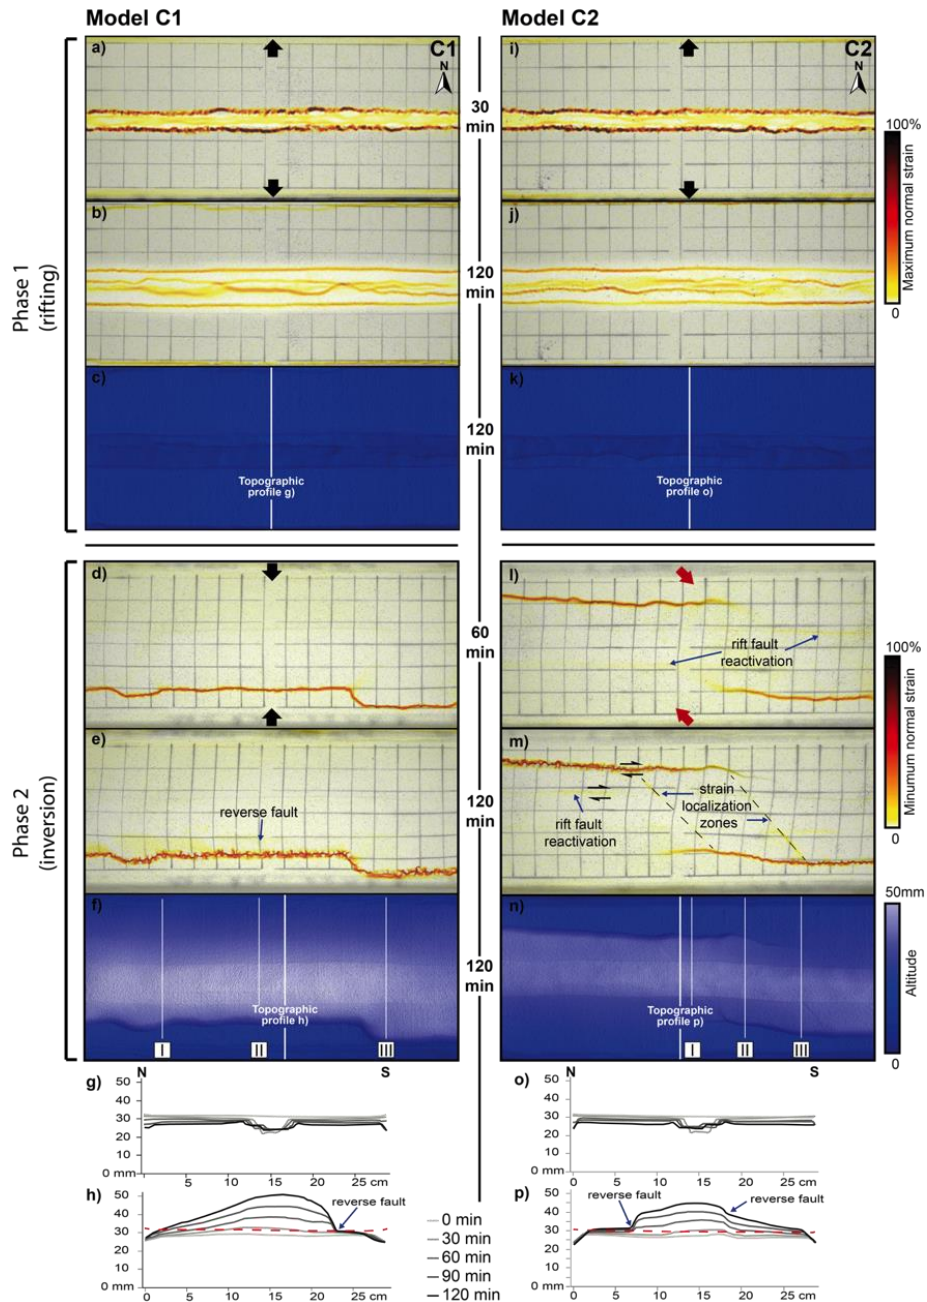 Model C1
Model C2
a)
C1
N
i)
C2
N
30
min
100%
Maximum normal strain
0
b)
j)
120
min
Phase 1
(rifting)
c)
k)
120
min
Topographic
profile g)
Topographic
profile o)
d)
l)
60
min
rift fault
reactivation
100%
Minumum normal strain
0
e)
m)
120
min
reverse fault
strain
localization
zones
rift fault
reactivation
Phase 2
(inversion)
f)
n)
120
min
50mm
Altitude
0
Topographic
profile h)
Topographic
profile p)
I
II
III
I
II
III
g)
N
S
50
40
30
20
0 mm
5
10
15
20
25 cm
o)
N
S
50
40
30
20
0 mm
5
10
15
20
25 cm
h)
50
40
30
20
0 mm
0
5
10
15
20
25 cm
reverse fault
p)
50
40
30
20
0 mm
0
5
10
15
20
25 cm
reverse fault
reverse fault
0 min
30 min
60 min
90 min
120 min